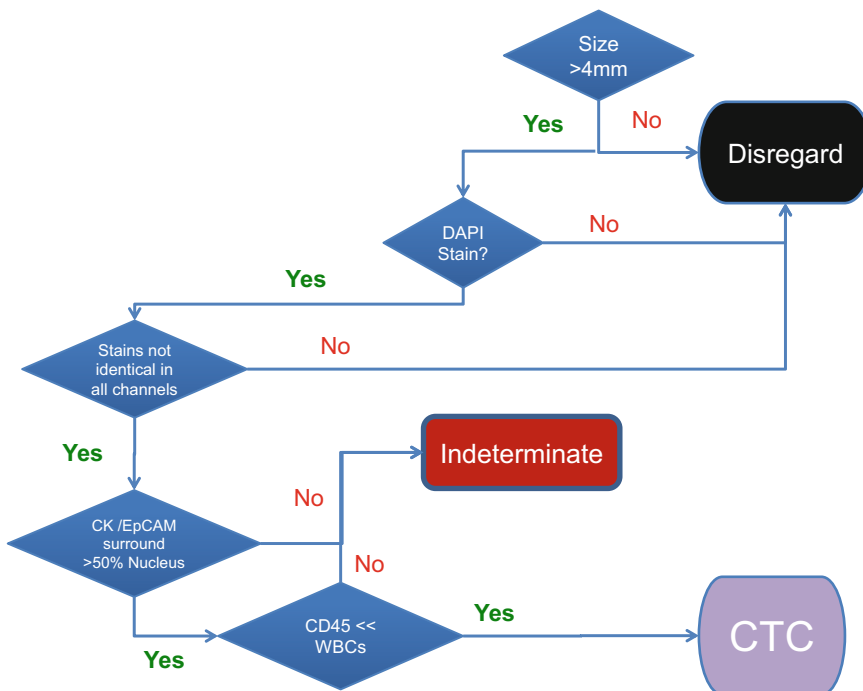 Size
>4mm
Yes
No
Disregard
DAPI
Stain?
No
Yes
Stains not
identical in
all channels
No
Yes
Indeterminate
CK /EpCAM
surround
>50% Nucleus
No
No
Yes
CD45 <<
WBCs
Yes
CTC